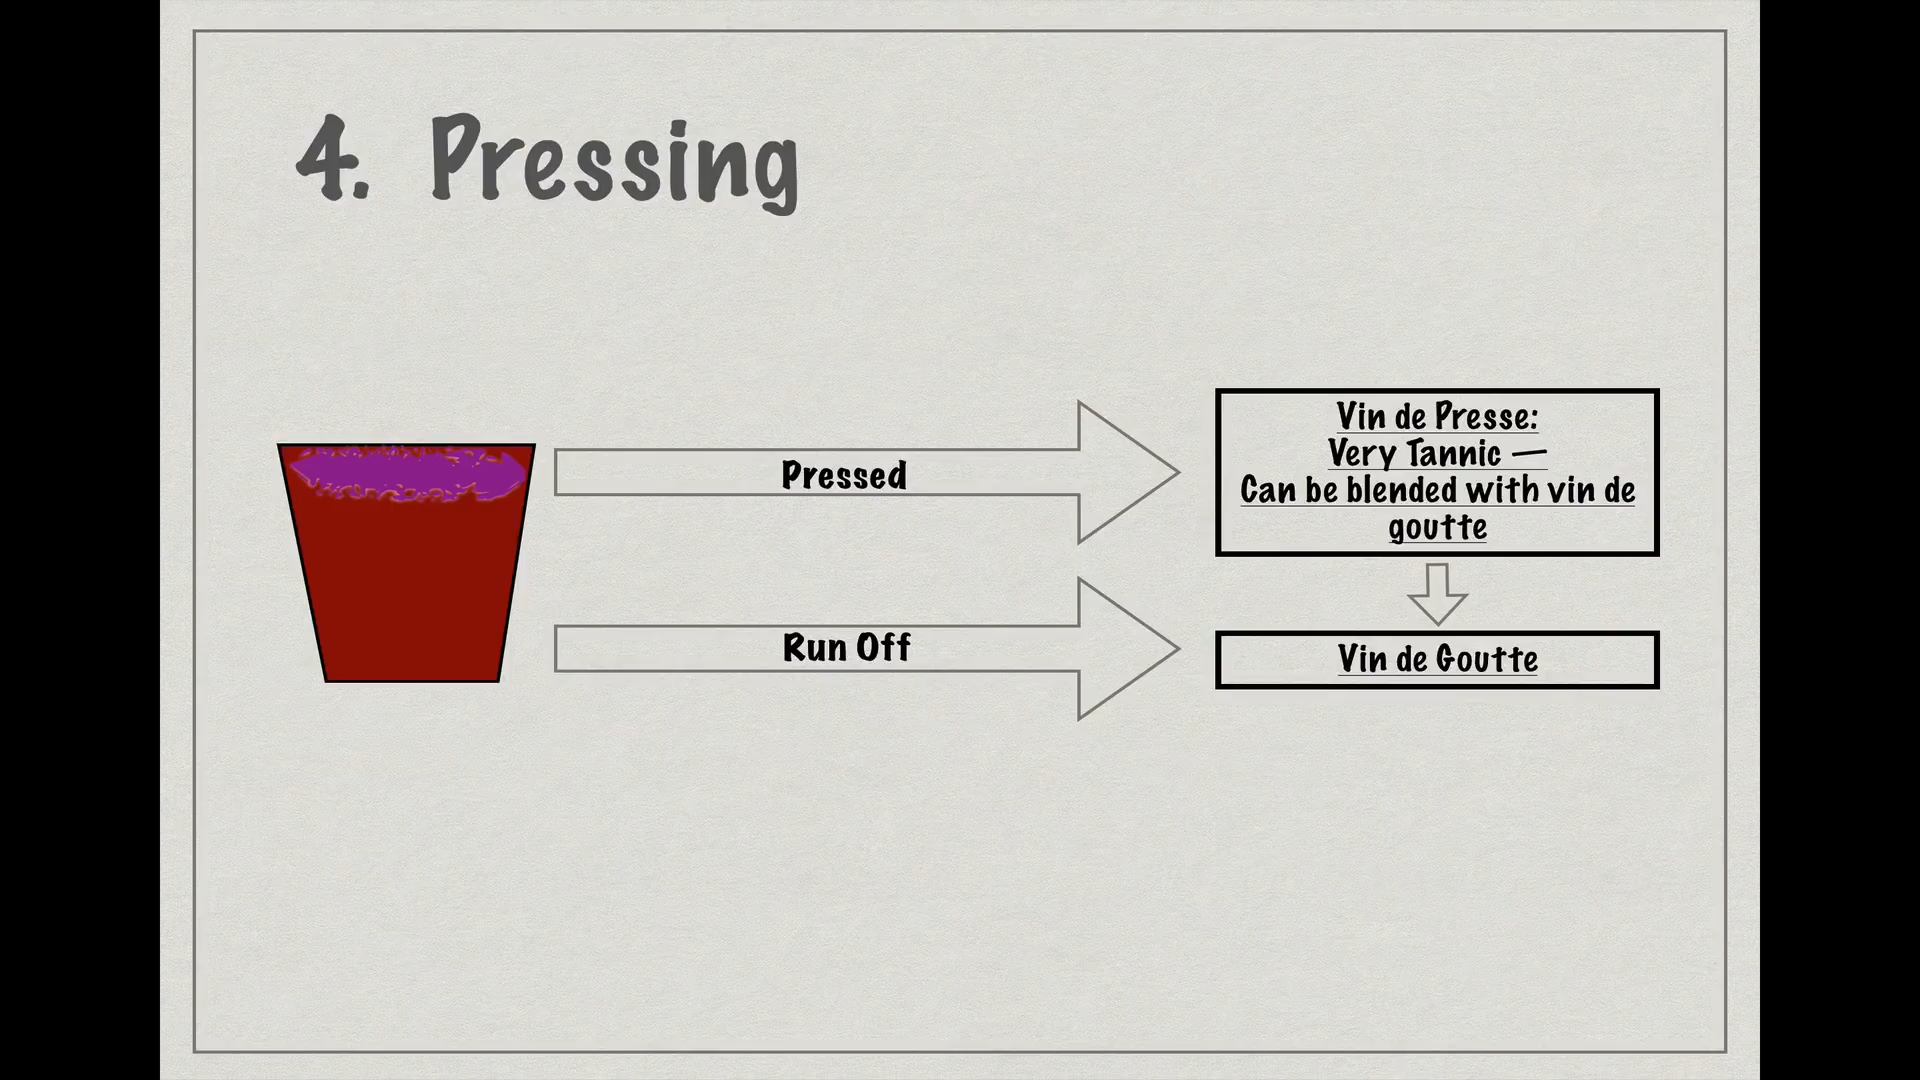 4. Pressing
Pressed
Vin de Presse:
Very Tannic —
Can be blended with vin de
goutte
Run Off
Vin de Goutte